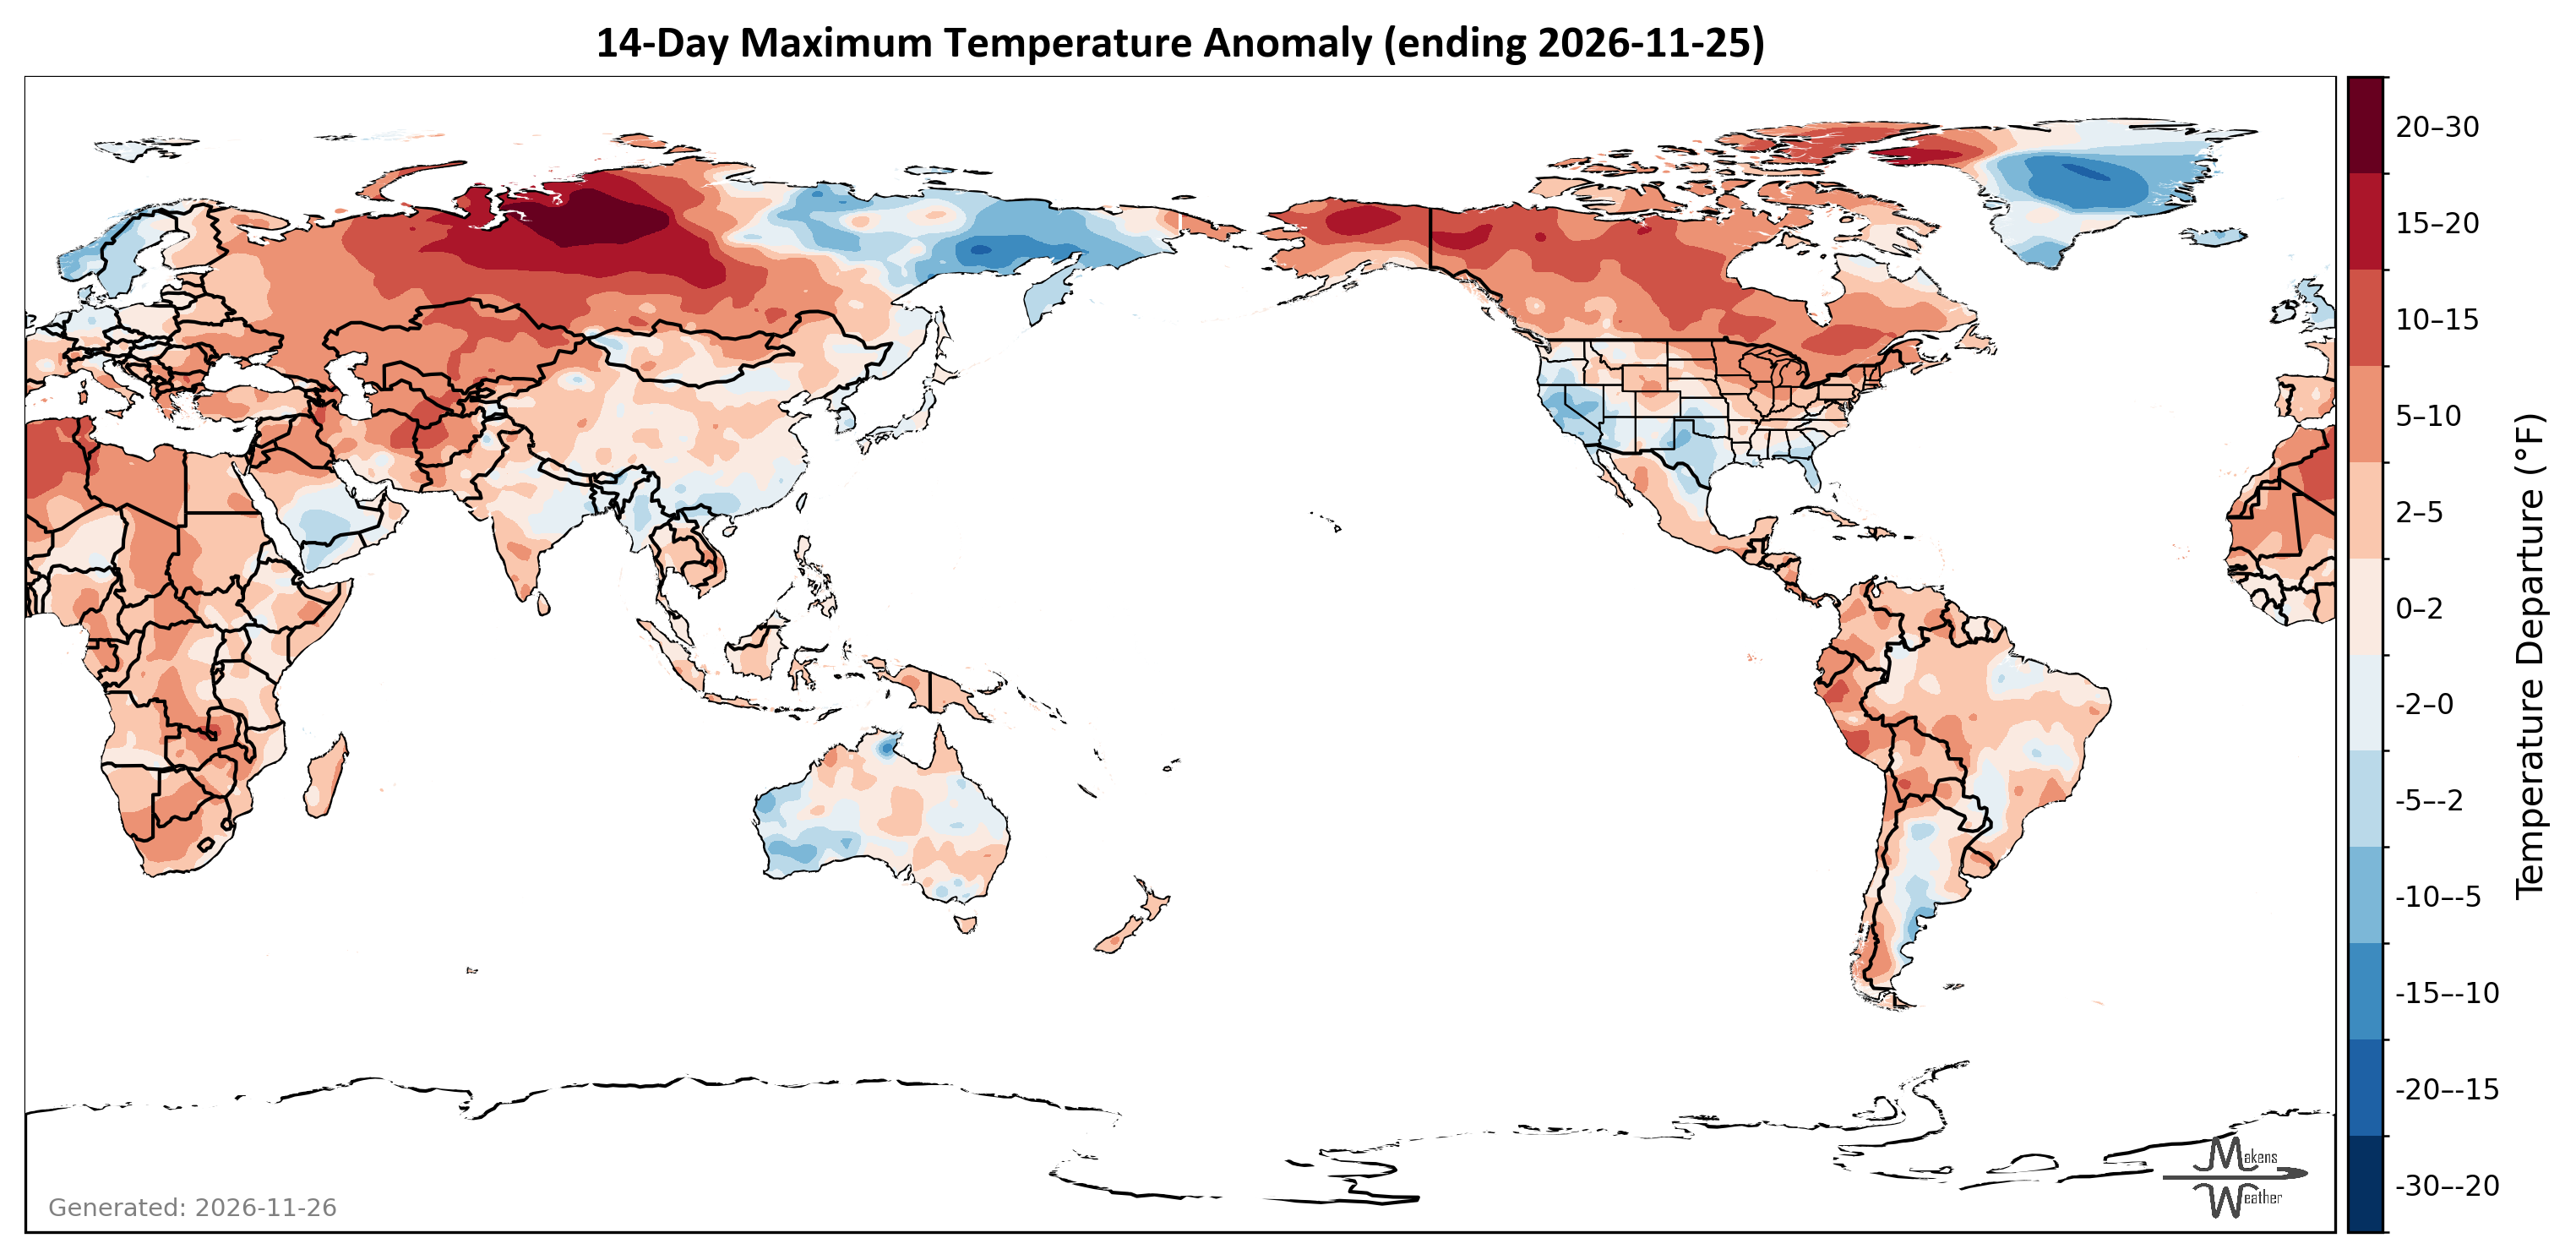 14-Day Maximum Temperature Anomaly (ending 2026-11-25)
20–30
15–20
10–15
5–10
2–5
0–2
-2–0
-5–-2
-10–-5
-15–-10
-20–-15
-30–-20
Temperature Departure (°F)
Makens
Weather
Generated: 2026-11-26